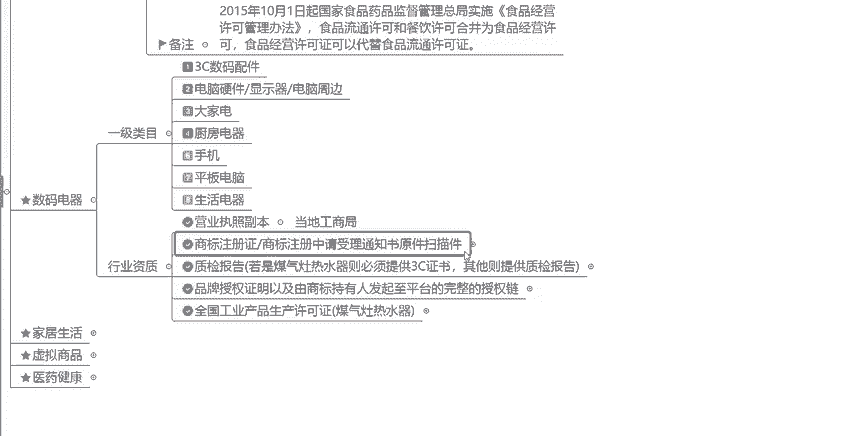 2015年10月1日起国家食品药品监督管理总局实施《食品经营
许可管理办法》，食品流通许可和餐饮许可合并为食品经营许
可，食品经营许可证可以代替食品流通许可证。
备注
3C数码配件
电脑硬件/显示器/电脑周边
大家电
一级类目
厨房电器
手机
平板电脑
生活电器
数码电器
营业执照副本
当地工商局
商标注册证/商标注册申请受理通知书原件扫描件
行业资质
质检报告(若是煤气灶热水器则必须提供3C证书，其他则提供质检报告)
品牌授权证明以及由商标持有人发起至平台的完整的授权链
全国工业产品生产许可证(煤气灶热水器)
家居生活
虚拟商品
医药健康